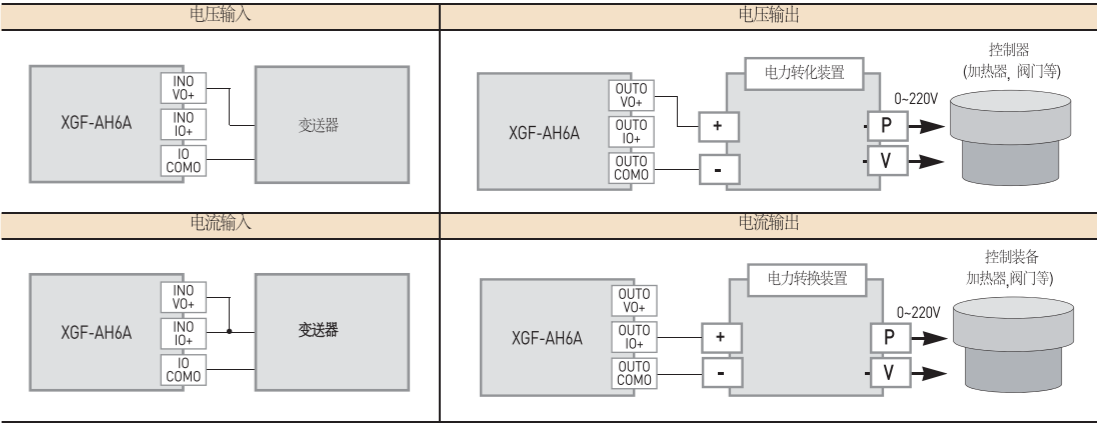 电压输入
电压输出
XGF-AH6A
IN0
V0+
IN0
I0+
I0
COM0
变送器
XGF-AH6A
OUT0
V0+
OUT0
I0+
OUT0
COM0
电力转化装置
+
-
P
V
0~220V
控制器
(加热器, 阀门等)
电流输入
电流输出
XGF-AH6A
IN0
V0+
IN0
I0+
I0
COM0
变送器
XGF-AH6A
OUT0
V0+
OUT0
I0+
OUT0
COM0
电力转换装置
+
-
P
V
0~220V
控制装备
加热器,阀门等)